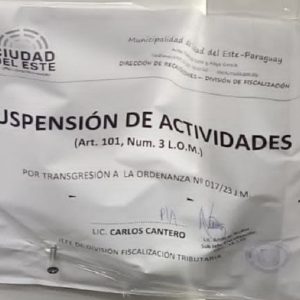 CIUDAD
DEL ESTE
Municipalidad de Ciudad del Este-Paraguay
DIRECCIÓN DE RECAUDACIONES - DIVISIÓN DE FISCALIZACIÓN
USPENSIÓN DE ACTIVIDADES
(Art. 101, Num. 3 L.O.M.)
POR TRANSGRESIÓN A LA ORDENANZA Nº 017/23 J.M.
P/A
LIC. CARLOS CANTERO
JEFE DE DIVISIÓN FISCALIZACIÓN TRIBUTARIA